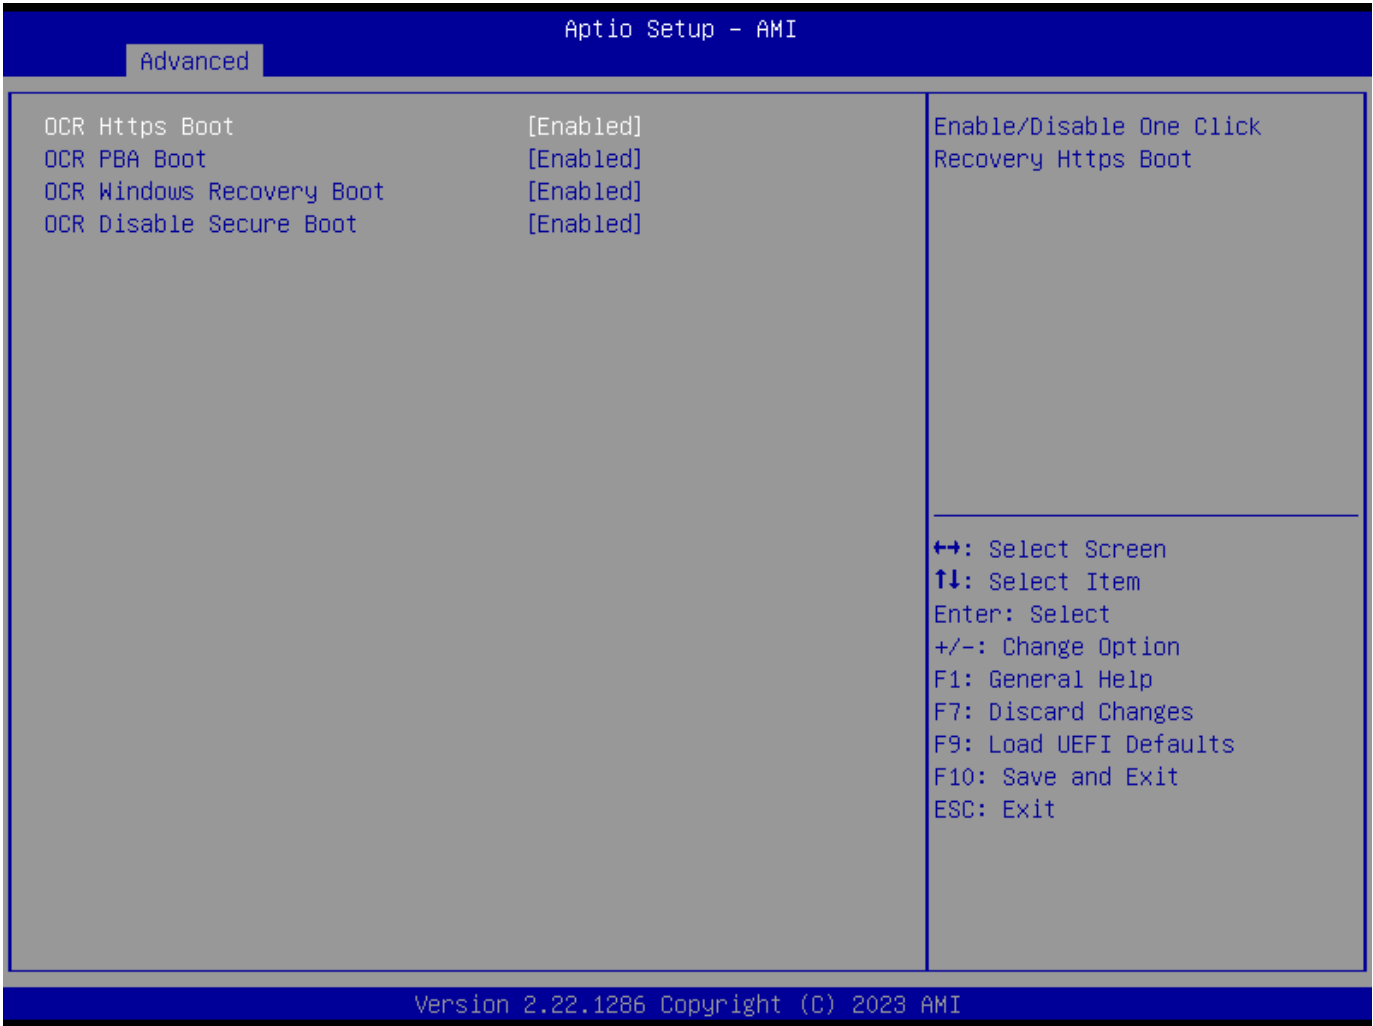 Aptio Setup – AMI
Advanced
OCR Https Boot [Enabled]
OCR PBA Boot [Enabled]
OCR Windows Recovery Boot [Enabled]
OCR Disable Secure Boot [Enabled]
Enable/Disable One Click
Recovery Https Boot
↔: Select Screen
↑↓: Select Item
Enter: Select
+/-: Change Option
F1: General Help
F7: Discard Changes
F9: Load UEFI Defaults
F10: Save and Exit
ESC: Exit
Version 2.22.1286 Copyright (C) 2023 AMI